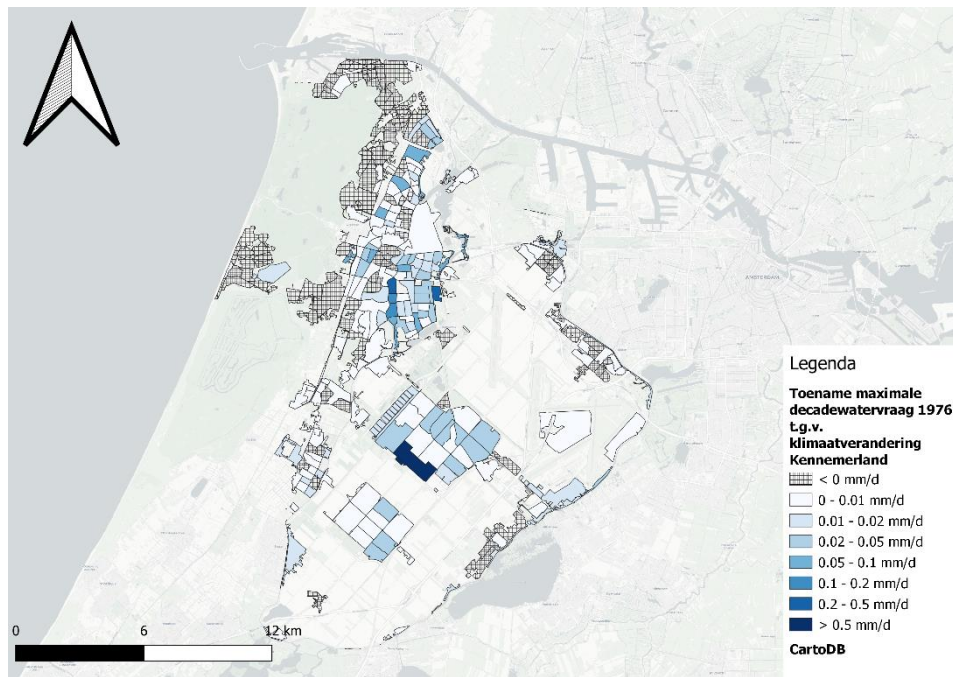 AMSTERDAM
Legenda
Toename maximale
decadewatervraag 1976
t.g.v.
klimaatverandering
Kennemerland
< 0 mm/d
0 - 0.01 mm/d
0.01 - 0.02 mm/d
0.02 - 0.05 mm/d
0.05 - 0.1 mm/d
0.1 - 0.2 mm/d
0.2 - 0.5 mm/d
> 0.5 mm/d
CartoDB
0 6 12 km